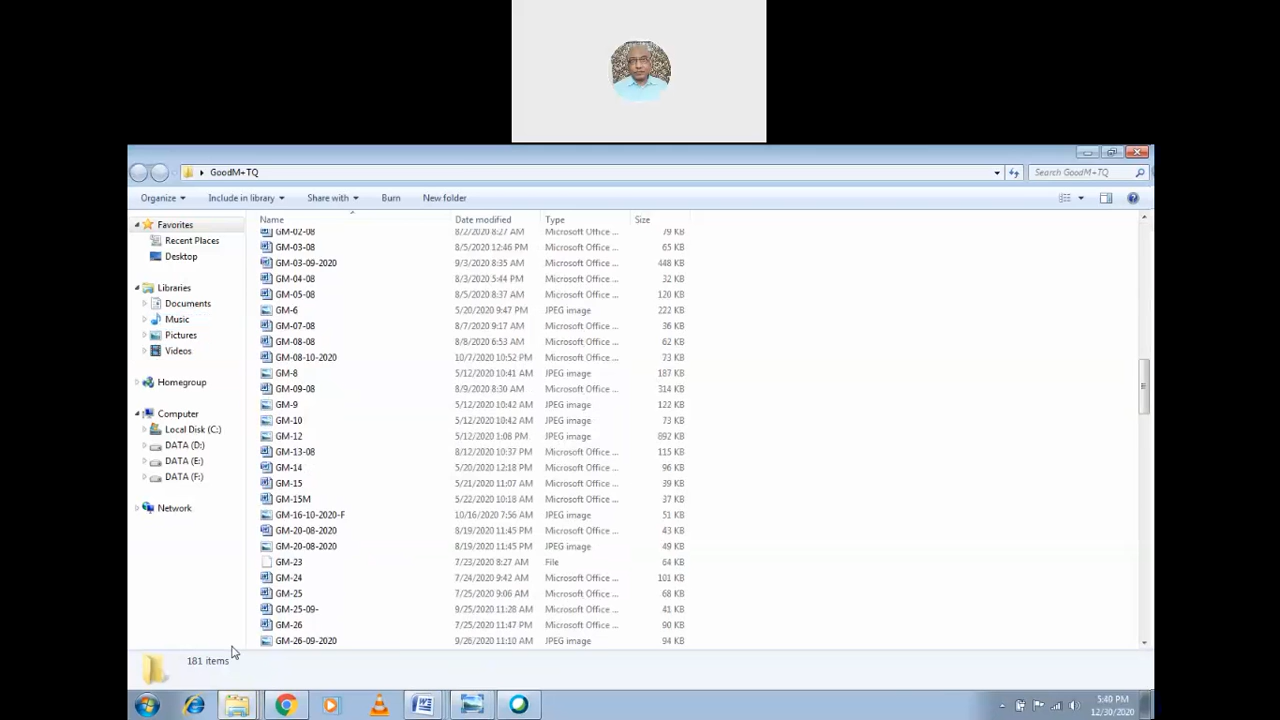 GoodM+TQ
Search GoodM+TQ
Organize Include in library Share with Burn New folder
Favorites
Recent Places
Desktop
Libraries
Documents
Music
Pictures
Videos
Homegroup
Computer
Local Disk (C:)
DATA (D:)
DATA (E:)
DATA (F:)
Network
Name Date modified Type Size
GM-02-08 8/2/2020 8:27 AM Microsoft Office ... 79 KB
GM-03-08 8/5/2020 12:46 PM Microsoft Office ... 65 KB
GM-03-09-2020 9/3/2020 8:35 AM Microsoft Office ... 448 KB
GM-04-08 8/3/2020 5:44 PM Microsoft Office ... 32 KB
GM-05-08 8/5/2020 8:37 AM Microsoft Office ... 120 KB
GM-6 5/20/2020 9:47 PM JPEG image 222 KB
GM-07-08 8/7/2020 9:17 AM Microsoft Office ... 36 KB
GM-08-08 8/8/2020 6:53 AM Microsoft Office ... 62 KB
GM-08-10-2020 10/7/2020 10:52 PM Microsoft Office ... 73 KB
GM-8 5/12/2020 10:41 AM JPEG image 187 KB
GM-09-08 8/9/2020 8:30 AM Microsoft Office ... 314 KB
GM-9 5/12/2020 10:42 AM JPEG image 122 KB
GM-10 5/12/2020 10:42 AM JPEG image 73 KB
GM-12 5/12/2020 1:08 PM JPEG image 892 KB
GM-13-08 8/12/2020 10:37 PM Microsoft Office ... 115 KB
GM-14 5/20/2020 12:18 PM Microsoft Office ... 96 KB
GM-15 5/21/2020 11:07 AM Microsoft Office ... 39 KB
GM-15M 5/22/2020 10:18 AM Microsoft Office ... 37 KB
GM-16-10-2020-F 10/16/2020 7:56 AM JPEG image 51 KB
GM-20-08-2020 8/19/2020 11:45 PM Microsoft Office ... 43 KB
GM-20-08-2020 8/19/2020 11:45 PM JPEG image 49 KB
GM-23 7/23/2020 8:27 AM File 64 KB
GM-24 7/24/2020 9:42 AM Microsoft Office ... 101 KB
GM-25 7/25/2020 9:06 AM Microsoft Office ... 68 KB
GM-25-09- 9/25/2020 11:28 AM Microsoft Office ... 41 KB
GM-26 7/25/2020 11:47 PM Microsoft Office ... 90 KB
GM-26-09-2020 9/26/2020 11:10 AM JPEG image 94 KB
181 items
5:40 PM
12/30/2020